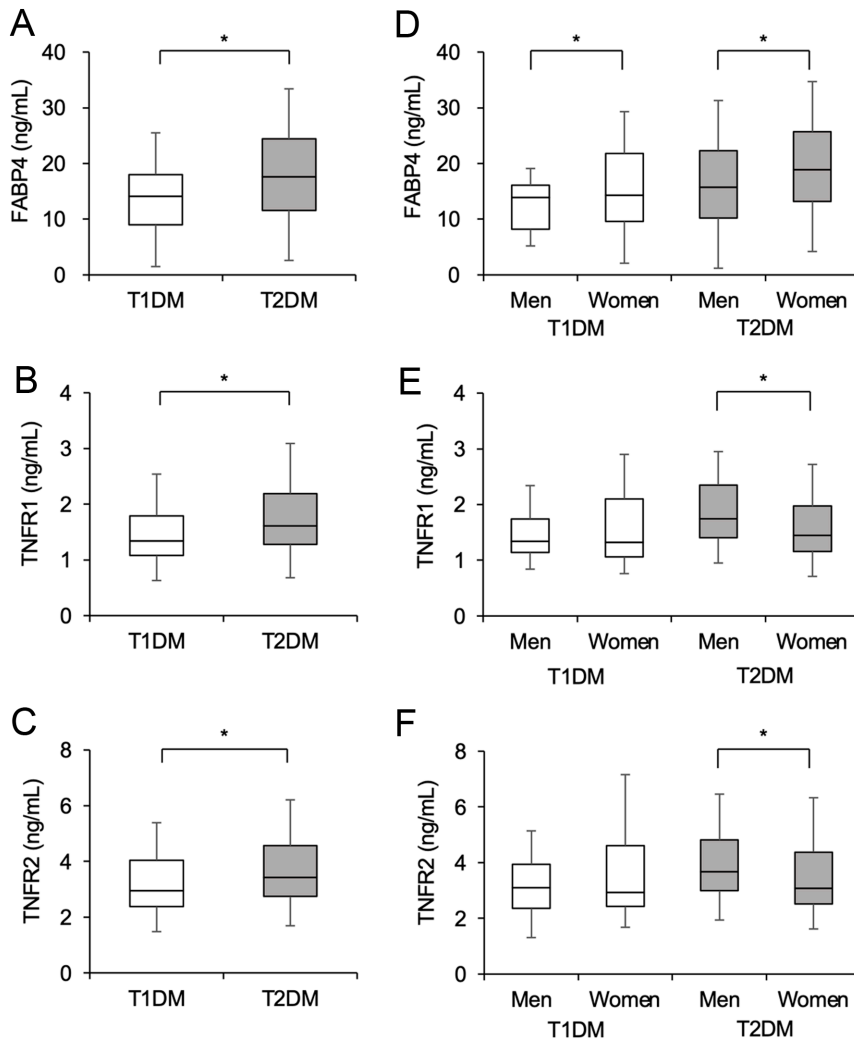 A
FABP4 (ng/mL)
40
30
20
10
0
*
T1DM T2DM
D
FABP4 (ng/mL)
40
30
20
10
0
* *
Men Women Men Women
T1DM T2DM
B
TNFR1 (ng/mL)
4
3
2
1
0
*
T1DM T2DM
E
TNFR1 (ng/mL)
4
3
2
1
0
*
Men Women Men Women
T1DM T2DM
C
TNFR2 (ng/mL)
8
6
4
2
0
*
T1DM T2DM
F
TNFR2 (ng/mL)
8
6
4
2
0
*
Men Women Men Women
T1DM T2DM